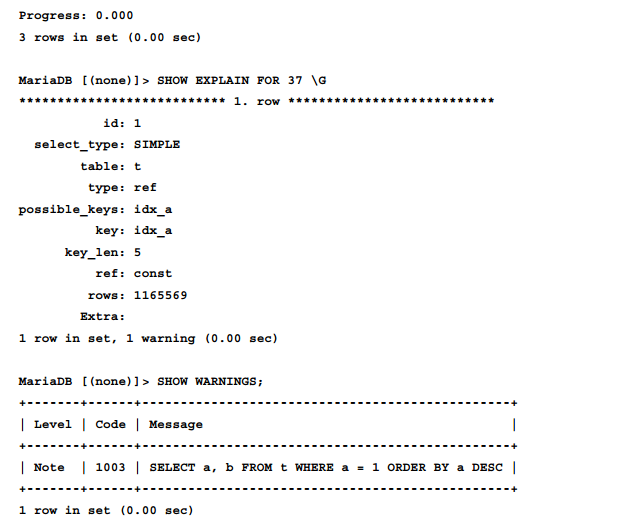 Progress: 0.000
3 rows in set (0.00 sec)
MariaDB [(none)]> SHOW EXPLAIN FOR 37 \G
*************************** 1. row ***************************
id: 1
select_type: SIMPLE
table: t
type: ref
possible_keys: idx_a
key: idx_a
key_len: 5
ref: const
rows: 1165569
Extra:
1 row in set, 1 warning (0.00 sec)
MariaDB [(none)]> SHOW WARNINGS;
+-------+------+------------------------------------------------+
| Level | Code | Message                                        |
+-------+------+------------------------------------------------+
| Note  | 1003 | SELECT a, b FROM t WHERE a = 1 ORDER BY a DESC |
+-------+------+------------------------------------------------+
1 row in set (0.00 sec)